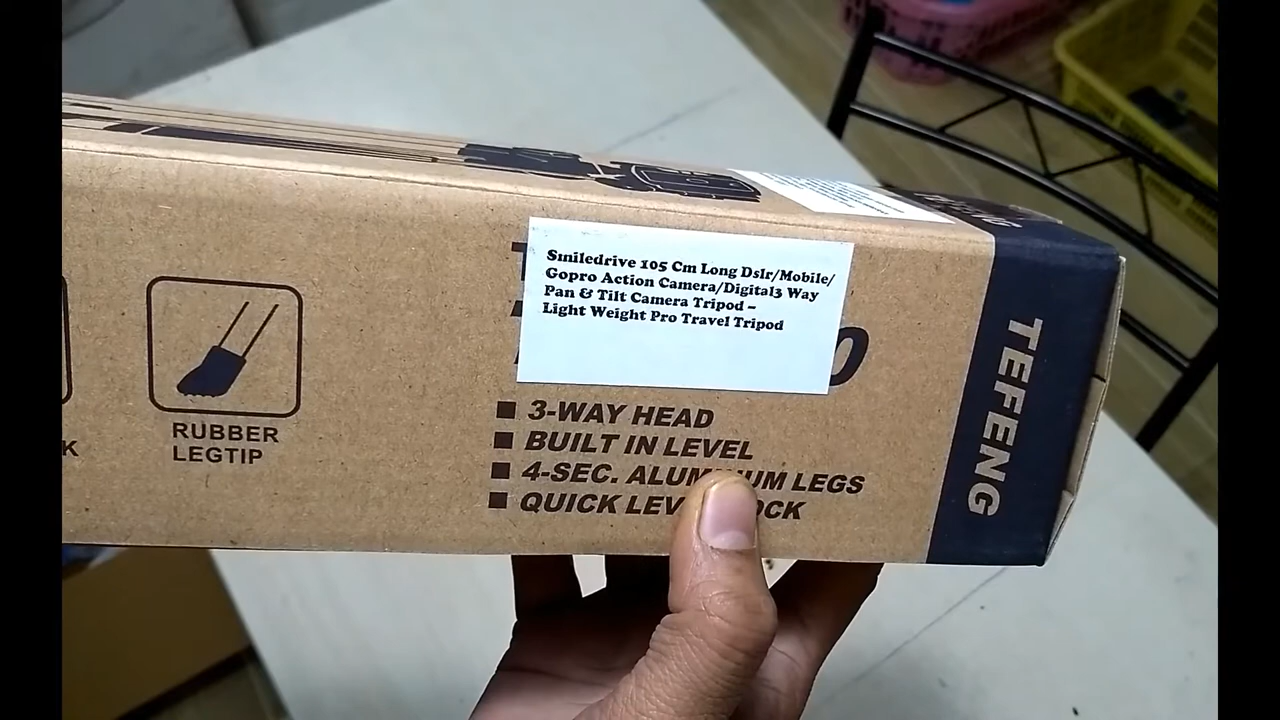 Smiledrive 105 Cm Long Dslr/Mobile/
Gopro Action Camera/Digital3 Way
Pan & Tilt Camera Tripod –
Light Weight Pro Travel Tripod
RUBBER
LEGTIP
K
0
■ 3-WAY HEAD
■ BUILT IN LEVEL
■ 4-SEC. LEGS
■ QUICK
TEFENG